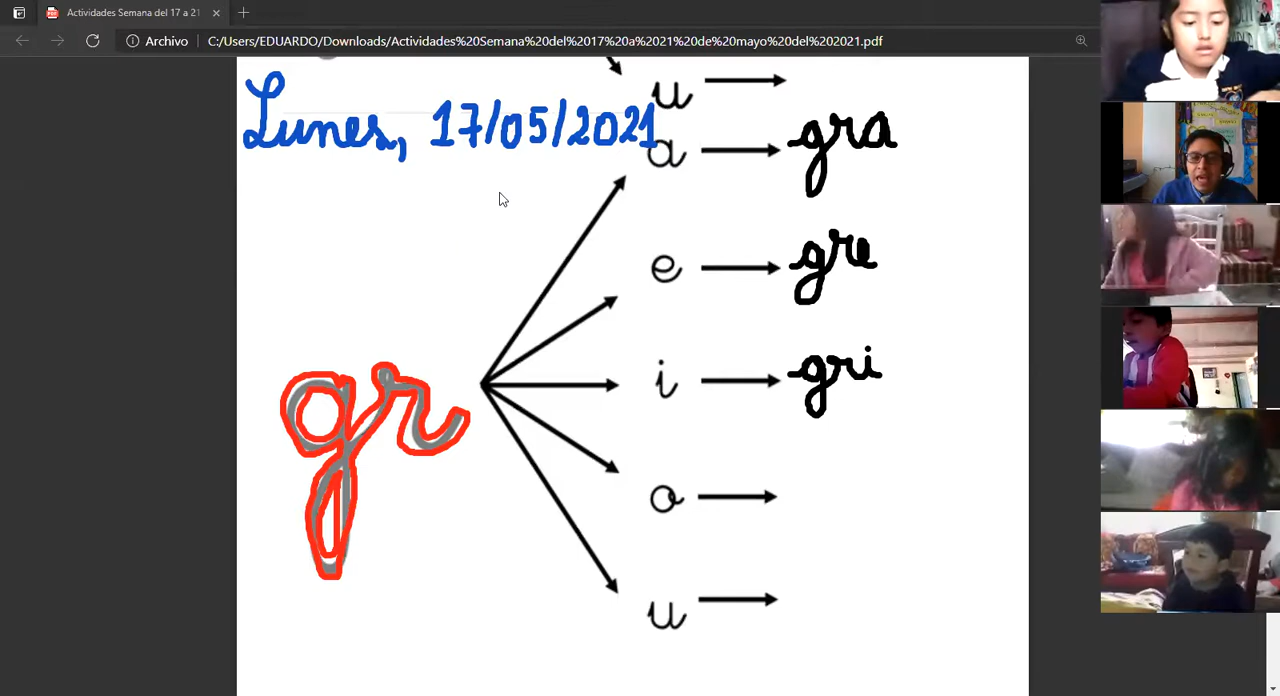 Actividades Semana del 17 a 21
Archivo C:/Users/EDUARDO/Downloads/Actividades%20Semana%20del%2017%20a%2021%20de%20mayo%20del%202021.pdf
u
Lunes, 17/05/2021
a gra
e gre
i gri
gr
o
u